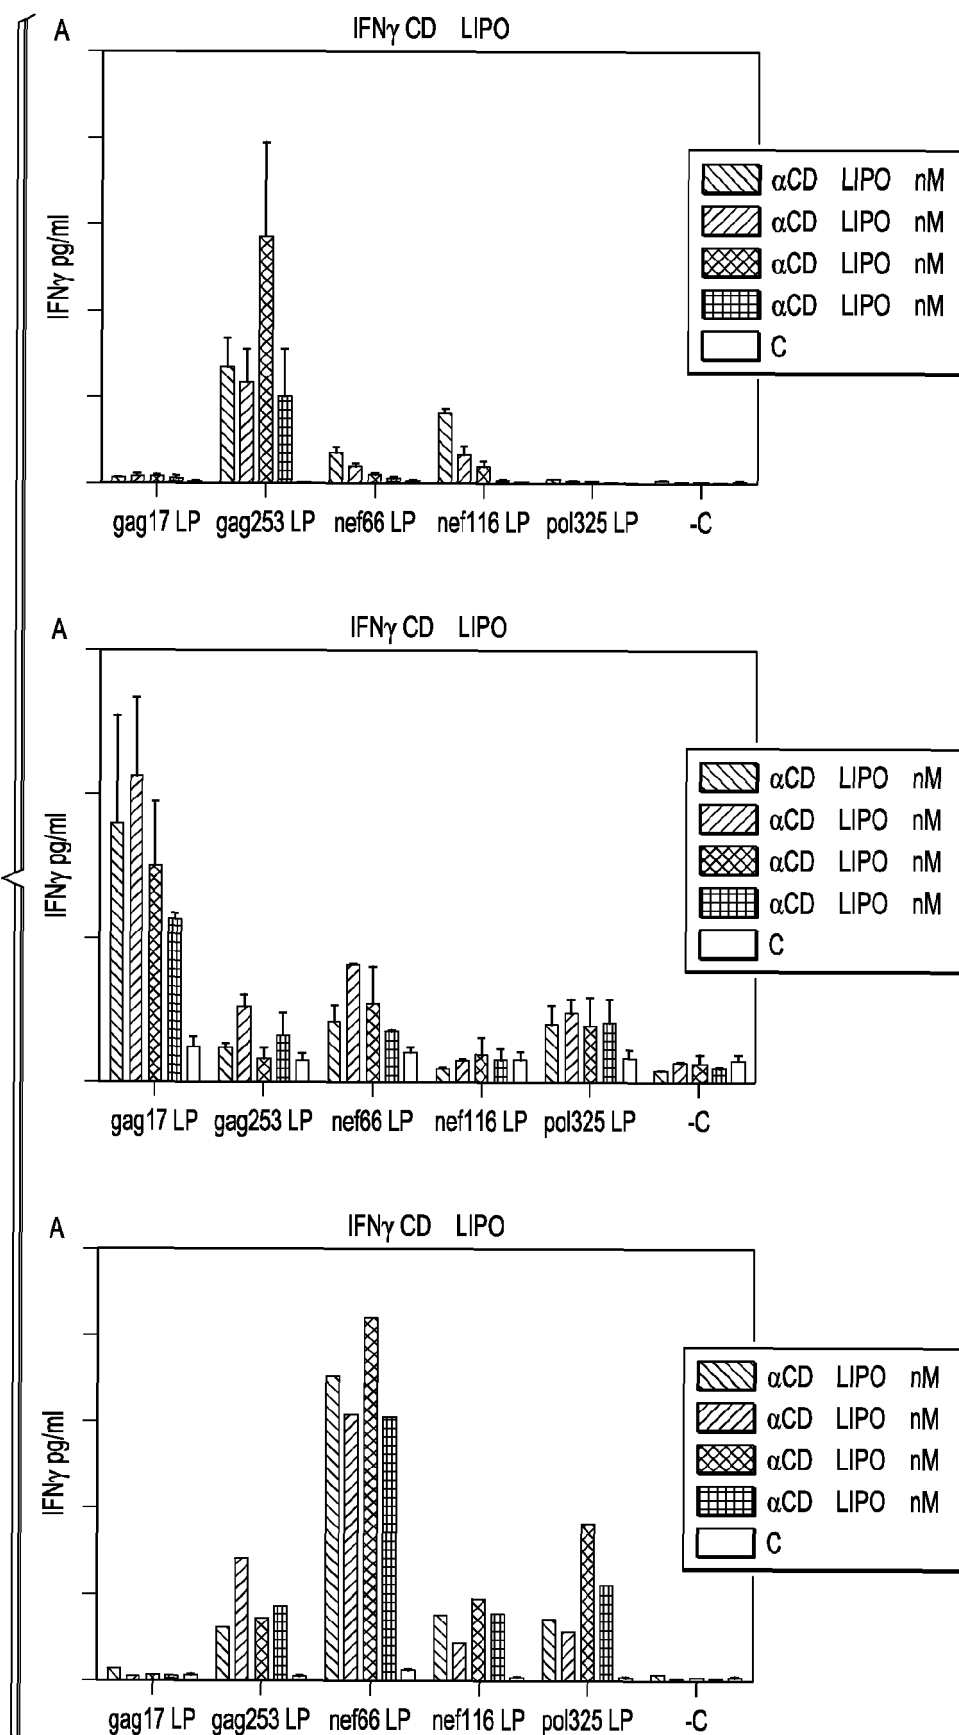 A
IFNγ CD LIPO
IFNγ pg/ml
αCD LIPO nM
αCD LIPO nM
αCD LIPO nM
αCD LIPO nM
C
gag17 LP gag253 LP nef66 LP nef116 LP pol325 LP -C
A
IFNγ CD LIPO
IFNγ pg/ml
αCD LIPO nM
αCD LIPO nM
αCD LIPO nM
αCD LIPO nM
C
gag17 LP gag253 LP nef66 LP nef116 LP pol325 LP -C
A
IFNγ CD LIPO
IFNγ pg/ml
αCD LIPO nM
αCD LIPO nM
αCD LIPO nM
αCD LIPO nM
C
gag17 LP gag253 LP nef66 LP nef116 LP pol325 LP -C